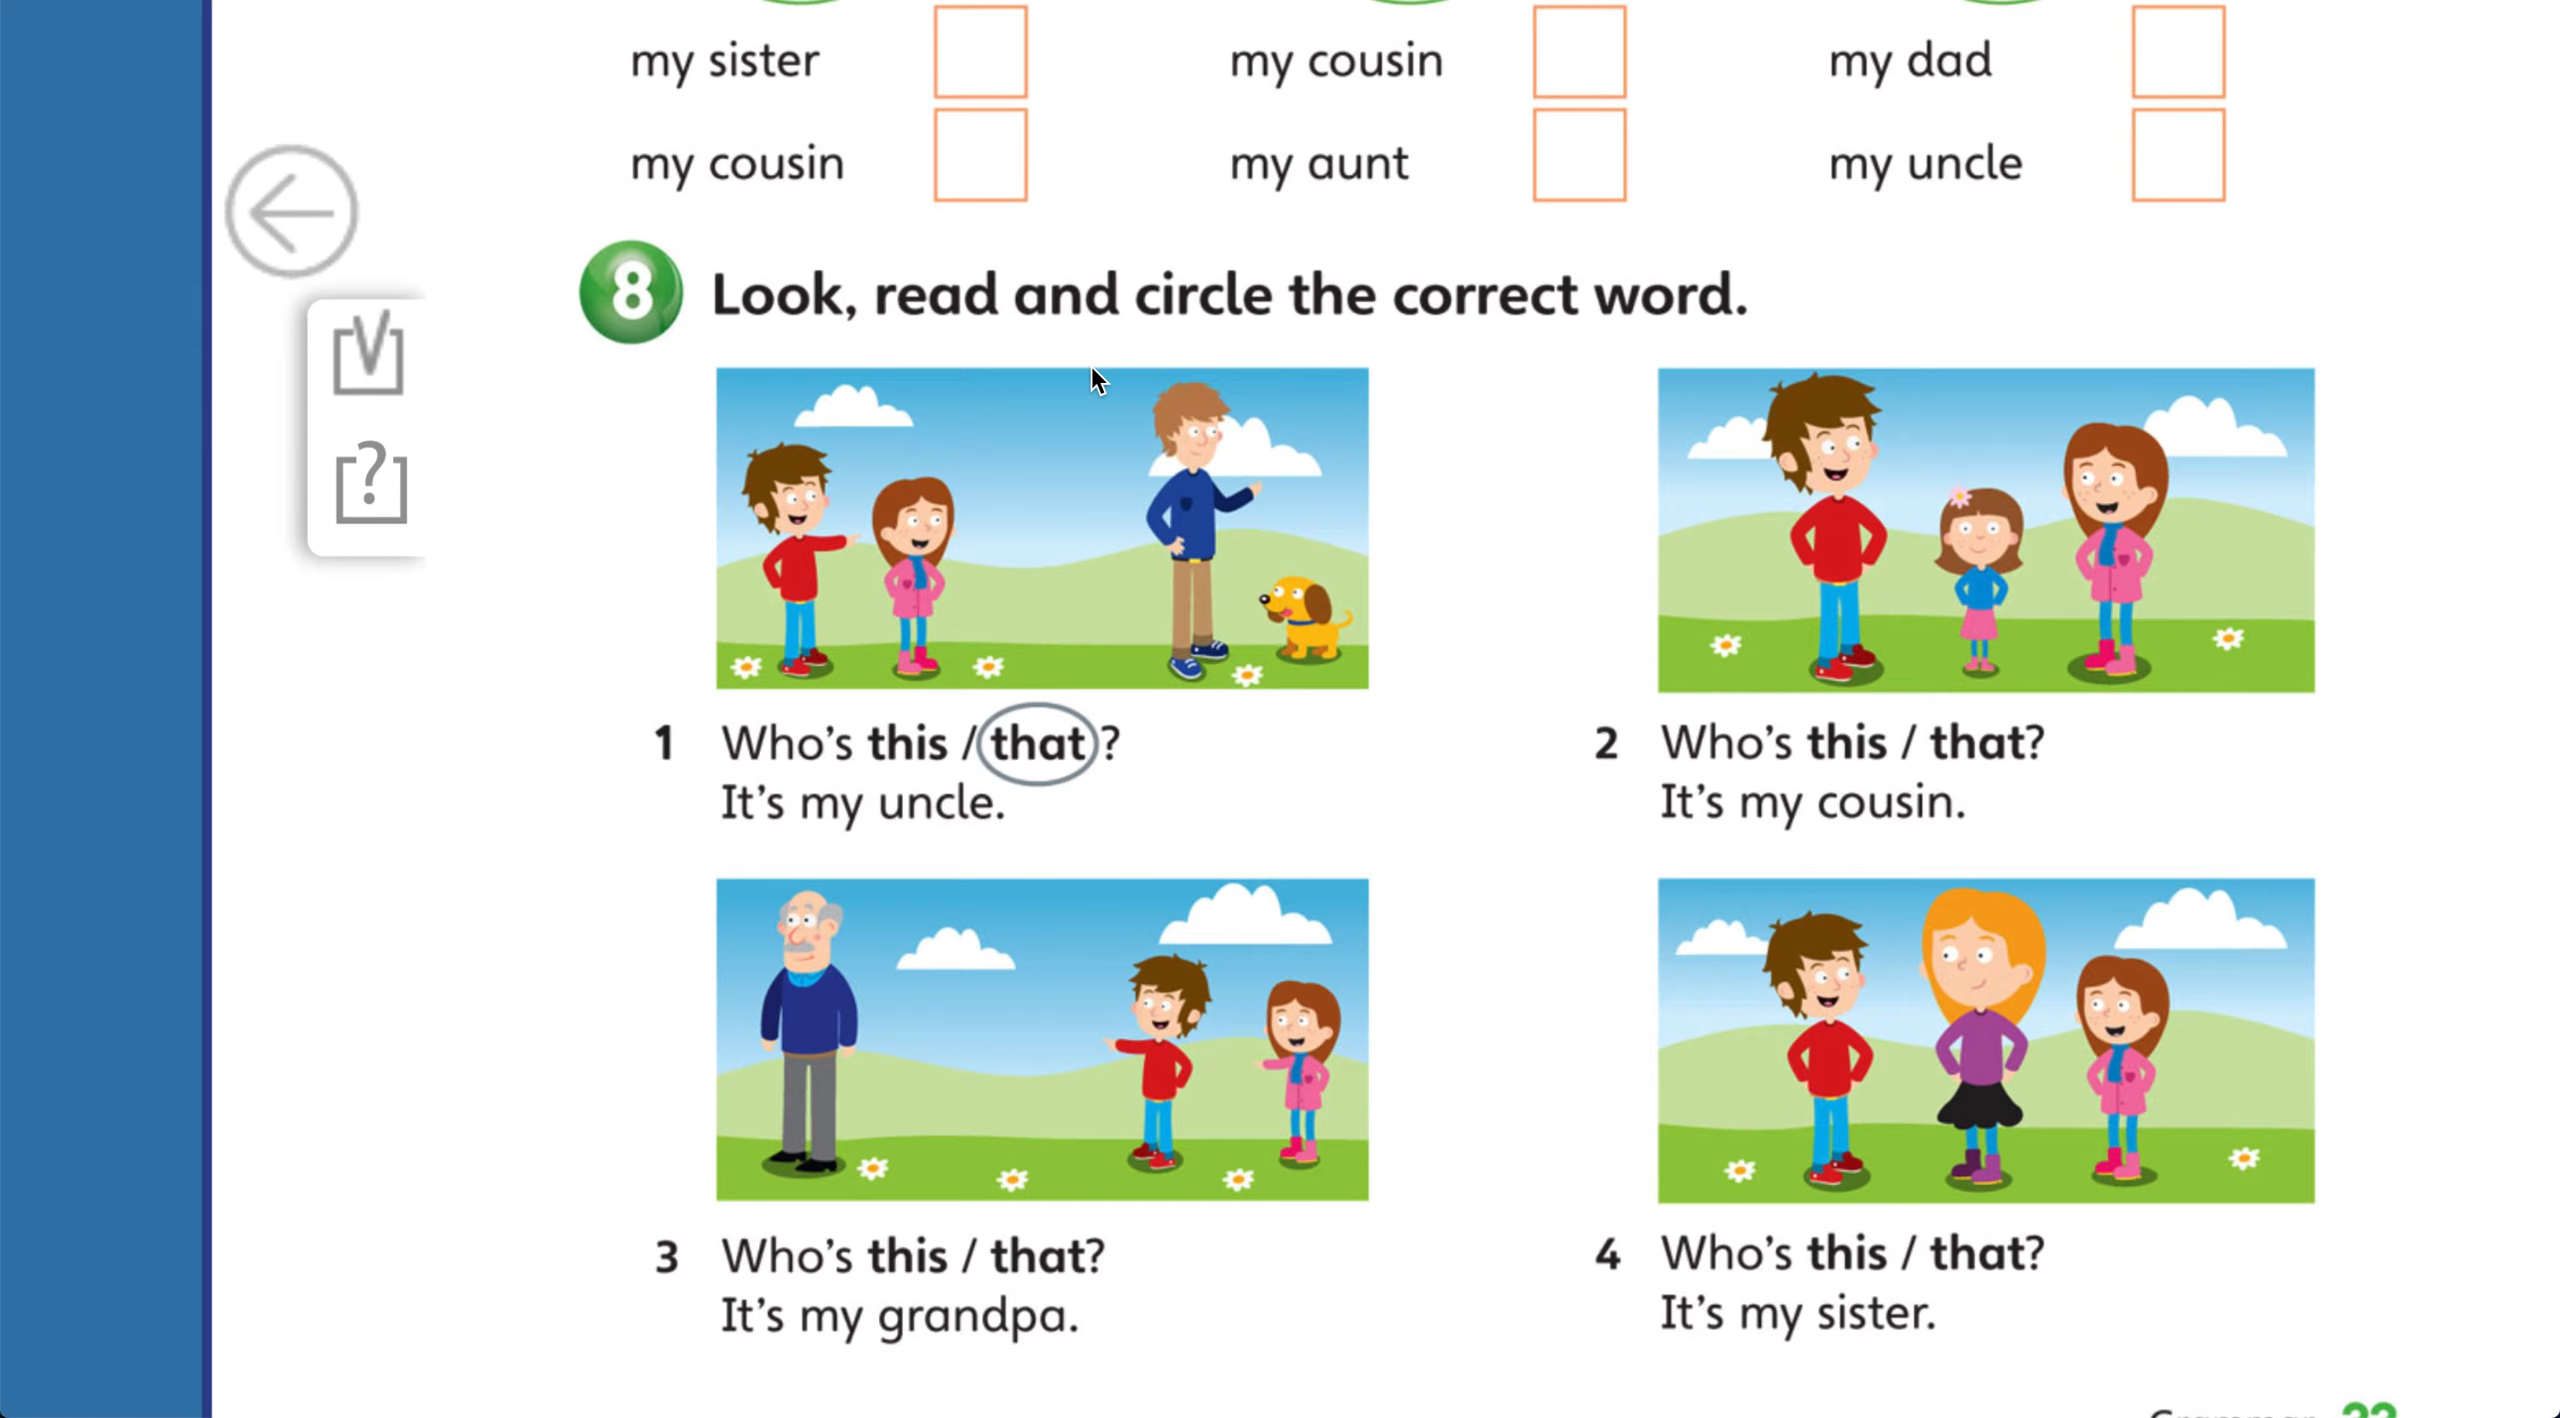 my sister
my cousin
my dad
my cousin
my aunt
my uncle
8 Look, read and circle the correct word.
1 Who's this / that ?
It's my uncle.
2 Who's this / that?
It's my cousin.
3 Who's this / that?
It's my grandpa.
4 Who's this / that?
It's my sister.